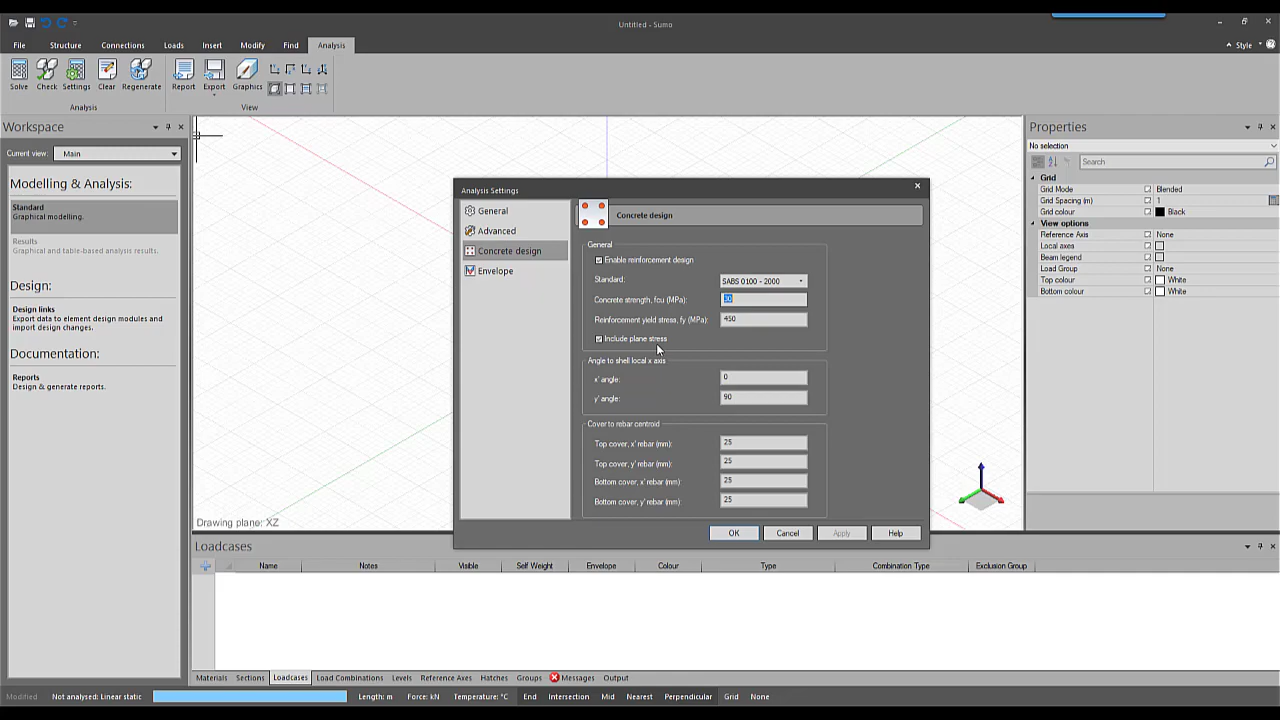 Untitled - Sumo
File Structure Connections Loads Insert Modify Find Analysis
Style
Solve Check Settings Clear Regenerate Report Export Graphics
Analysis View
Workspace
Current view: Main
Modelling & Analysis:
Standard
Graphical modelling.
Results
Graphical and table-based analysis results.
Design:
Design links
Export data to element design modules and
import design changes.
Documentation:
Reports
Design & generate reports.
Drawing plane: XZ
Analysis Settings
General
Advanced
Concrete design
Envelope
Concrete design
General
Enable reinforcement design
Standard: SABS 0100 - 2000
Concrete strength, fcu (MPa): 30
Reinforcement yield stress, fy (MPa): 450
Include plane stress
Angle to shell local x axis
x' angle: 0
y' angle: 90
Cover to rebar centroid
Top cover, x' rebar (mm): 25
Top cover, y' rebar (mm): 25
Bottom cover, x' rebar (mm): 25
Bottom cover, y' rebar (mm): 25
OK Cancel Apply Help
Properties
No selection
Search
Grid
Grid Mode Blended
Grid Spacing (m) 1
Grid colour Black
View options
Reference Axis None
Local axes
Beam legend
Load Group None
Top colour White
Bottom colour White
Loadcases
Name Notes Visible Self Weight Envelope Colour Type Combination Type Exclusion Group
Materials Sections Loadcases Load Combinations Levels Reference Axes Hatches Groups Messages Output
Modified Not analysed: Linear static Length: m Force: kN Temperature: °C End Intersection Mid Nearest Perpendicular Grid None